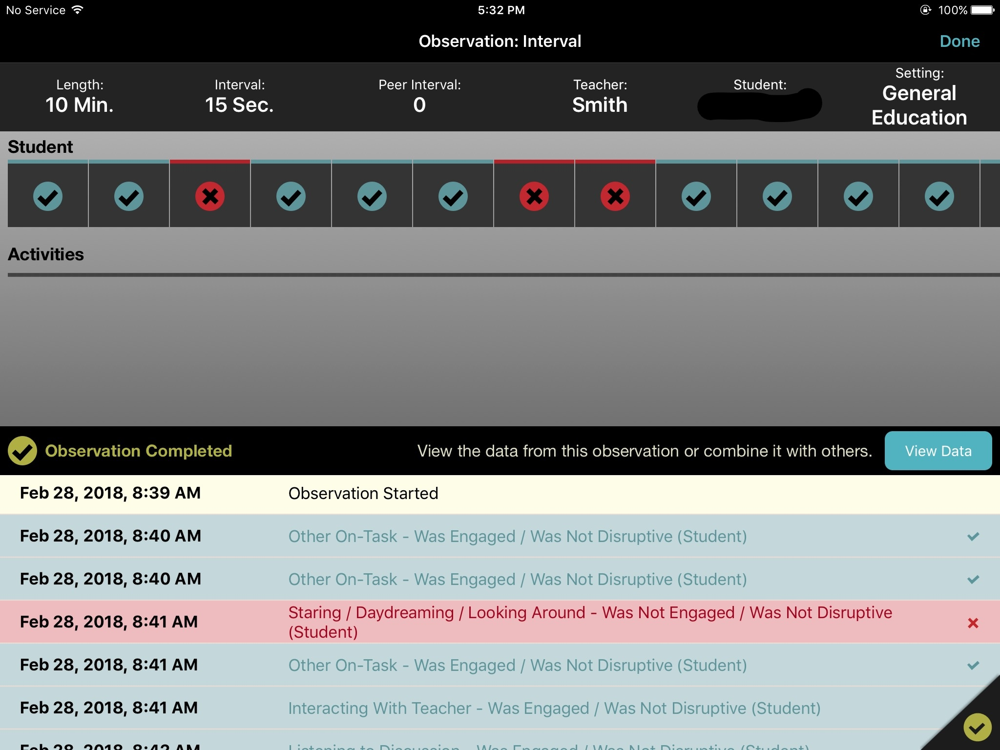 No Service
5:32 PM
100%
Observation: Interval
Done
Length:
10 Min.
Interval:
15 Sec.
Peer Interval:
0
Teacher:
Smith
Student:
Setting:
General
Education
Student
Activities
Observation Completed
View the data from this observation or combine it with others.
View Data
Feb 28, 2018, 8:39 AM
Observation Started
Feb 28, 2018, 8:40 AM
Other On-Task - Was Engaged / Was Not Disruptive (Student)
Feb 28, 2018, 8:40 AM
Other On-Task - Was Engaged / Was Not Disruptive (Student)
Feb 28, 2018, 8:41 AM
Staring / Daydreaming / Looking Around - Was Not Engaged / Was Not Disruptive
(Student)
Feb 28, 2018, 8:41 AM
Other On-Task - Was Engaged / Was Not Disruptive (Student)
Feb 28, 2018, 8:41 AM
Interacting With Teacher - Was Engaged / Was Not Disruptive (Student)
Feb 28, 2018, 8:42 AM
Listening to Discussion - Was Engaged / Was Not Disruptive (Student)